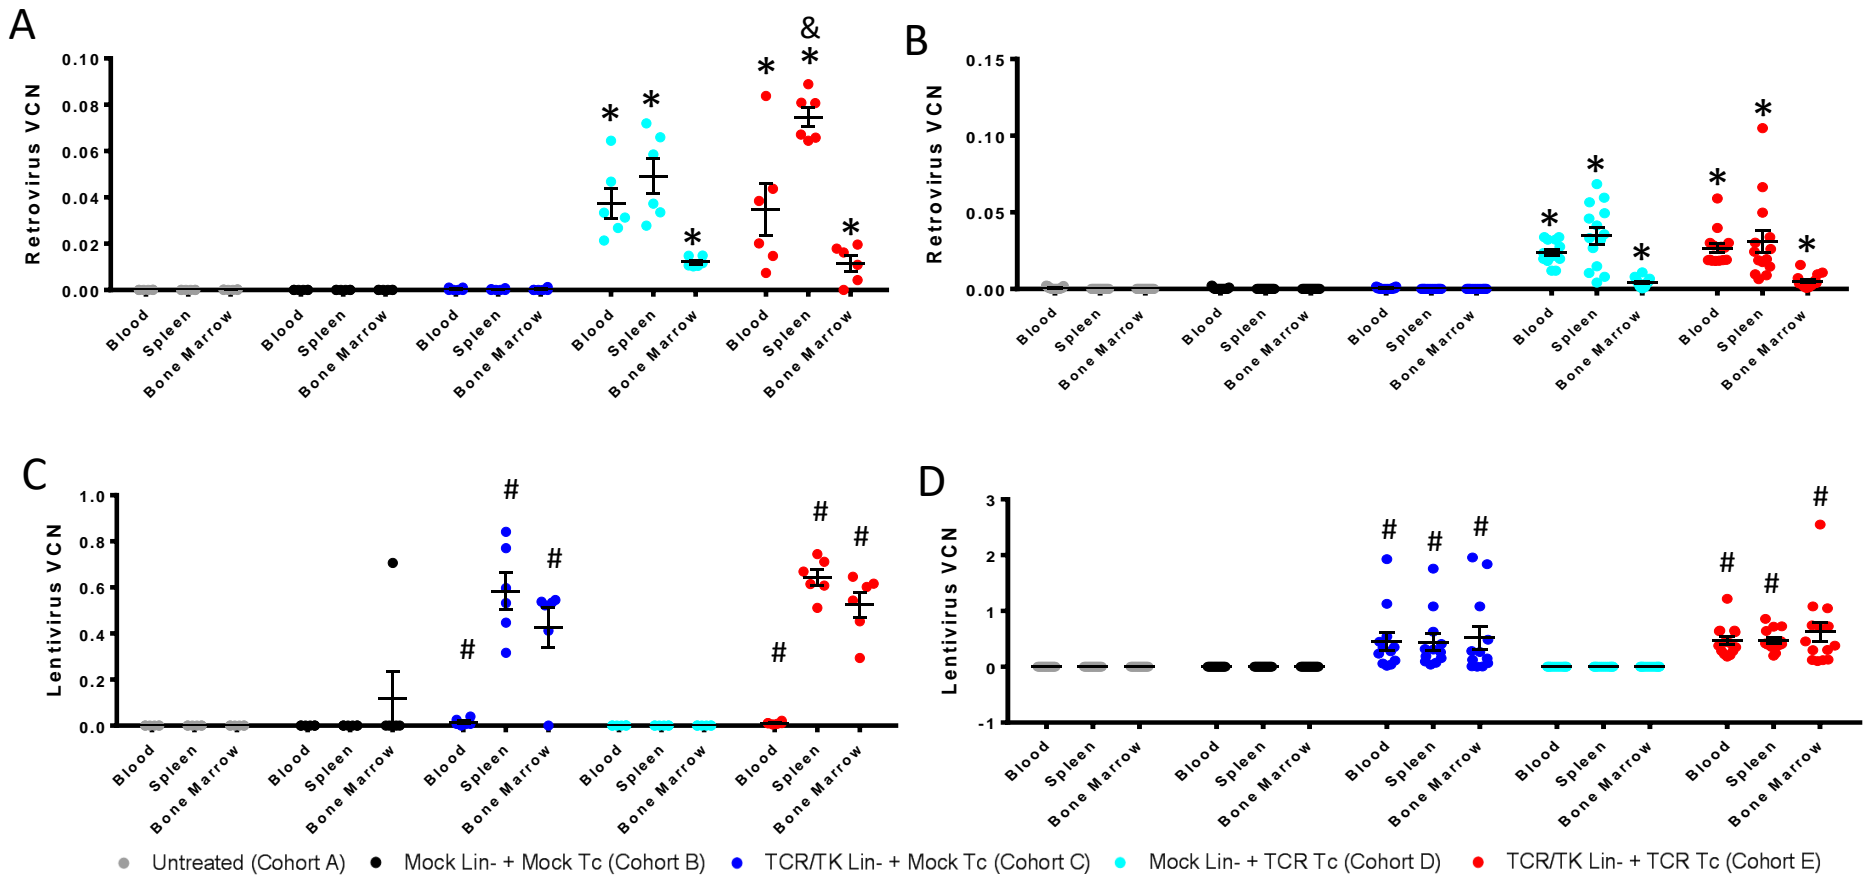 A
Retrovirus VCN
0.10
0.08
0.06
0.04
0.02
0.00
* * * * & * *
Blood Spleen Bone Marrow Blood Spleen Bone Marrow Blood Spleen Bone Marrow Blood Spleen Bone Marrow Blood Spleen Bone Marrow
B
Retrovirus VCN
0.15
0.10
0.05
0.00
* * * * * *
Blood Spleen Bone Marrow Blood Spleen Bone Marrow Blood Spleen Bone Marrow Blood Spleen Bone Marrow Blood Spleen Bone Marrow
C
Lentivirus VCN
1.0
0.8
0.6
0.4
0.2
0.0
# # # # # #
Blood Spleen Bone Marrow Blood Spleen Bone Marrow Blood Spleen Bone Marrow Blood Spleen Bone Marrow Blood Spleen Bone Marrow
D
Lentivirus VCN
3
2
1
0
-1
# # # # # #
Blood Spleen Bone Marrow Blood Spleen Bone Marrow Blood Spleen Bone Marrow Blood Spleen Bone Marrow Blood Spleen Bone Marrow
Untreated (Cohort A) Mock Lin- + Mock Tc (Cohort B) TCR/TK Lin- + Mock Tc (Cohort C) Mock Lin- + TCR Tc (Cohort D) TCR/TK Lin- + TCR Tc (Cohort E)